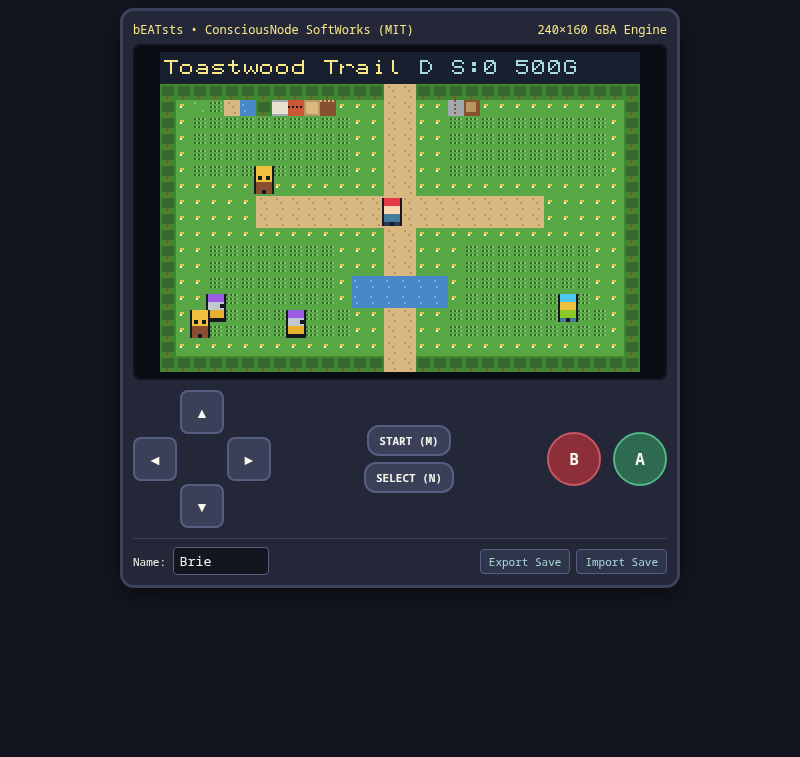 bEATsts • ConsciousNode SoftWorks (MIT) 240×160 GBA Engine
Toastwood Trail D S:0 500G
▲
◄ ►
▼
START (M)
SELECT (N)
B A
Name: Brie Export Save Import Save